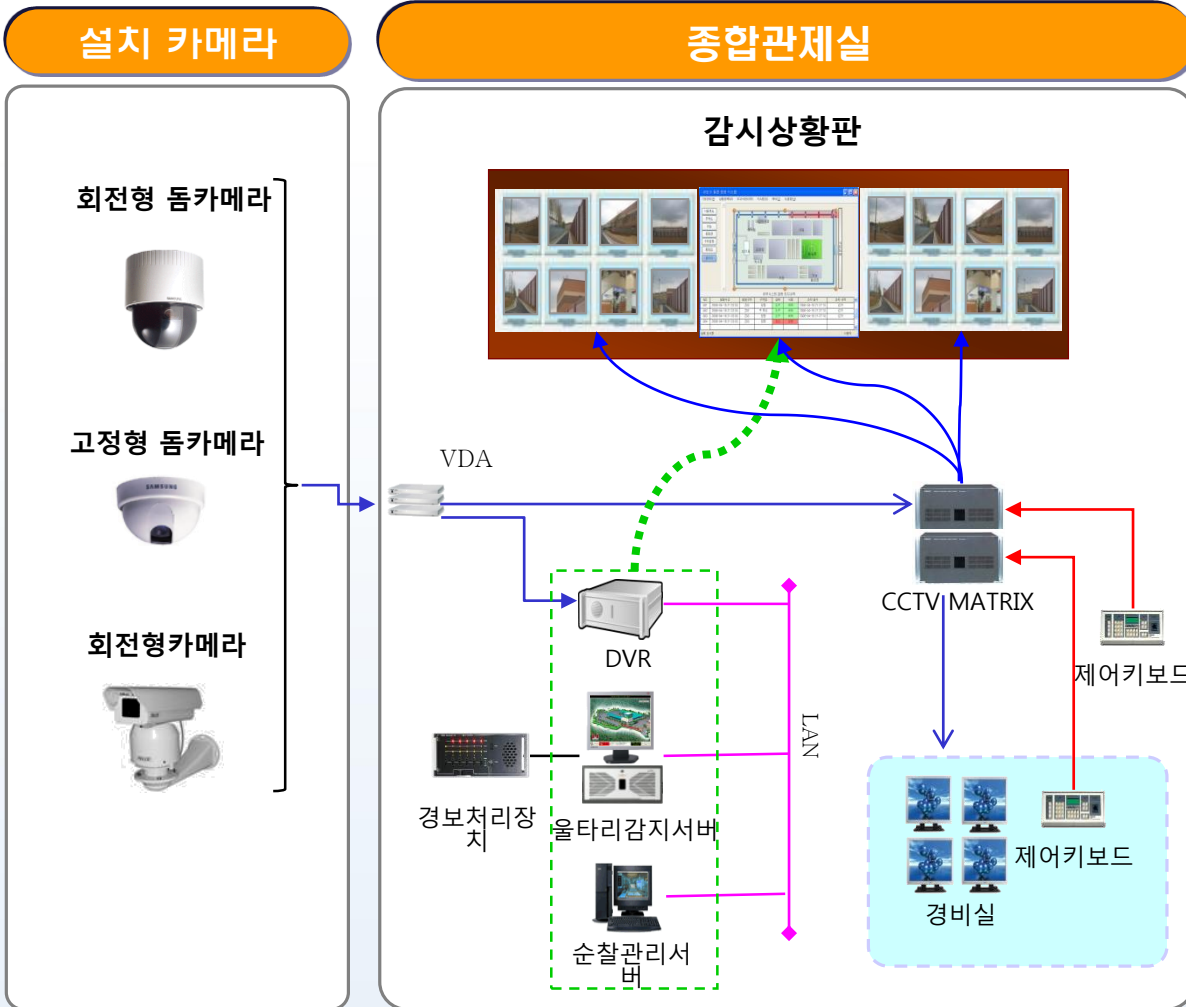 설치 카메라
종합관제실
감시상황판
회전형 돔카메라
고정형 돔카메라
SAMSUNG
회전형카메라
VDA
CCTV MATRIX
DVR
제어키보드
LAN
경보처리장
치
울타리감지서버
제어키보드
경비실
순찰관리서
버